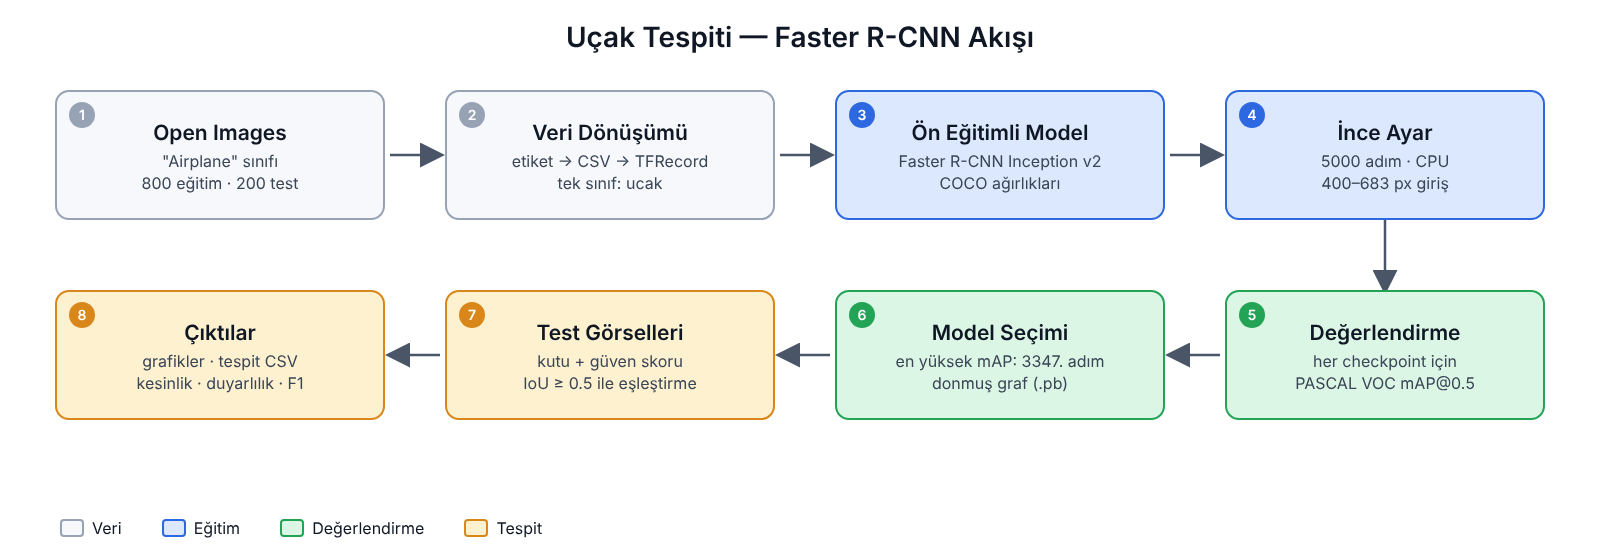 Uçak Tespiti — Faster R-CNN Akışı
1
Open Images
"Airplane" sınıfı
800 eğitim · 200 test
2
Veri Dönüşümü
etiket → CSV → TFRecord
tek sınıf: ucak
3
Ön Eğitimli Model
Faster R-CNN Inception v2
COCO ağırlıkları
4
İnce Ayar
5000 adım · CPU
400–683 px giriş
5
Değerlendirme
her checkpoint için
PASCAL VOC mAP@0.5
6
Model Seçimi
en yüksek mAP: 3347. adım
donmuş graf (.pb)
7
Test Görselleri
kutu + güven skoru
IoU ≥ 0.5 ile eşleştirme
8
Çıktılar
grafikler · tespit CSV
kesinlik · duyarlılık · F1
Veri
Eğitim
Değerlendirme
Tespit